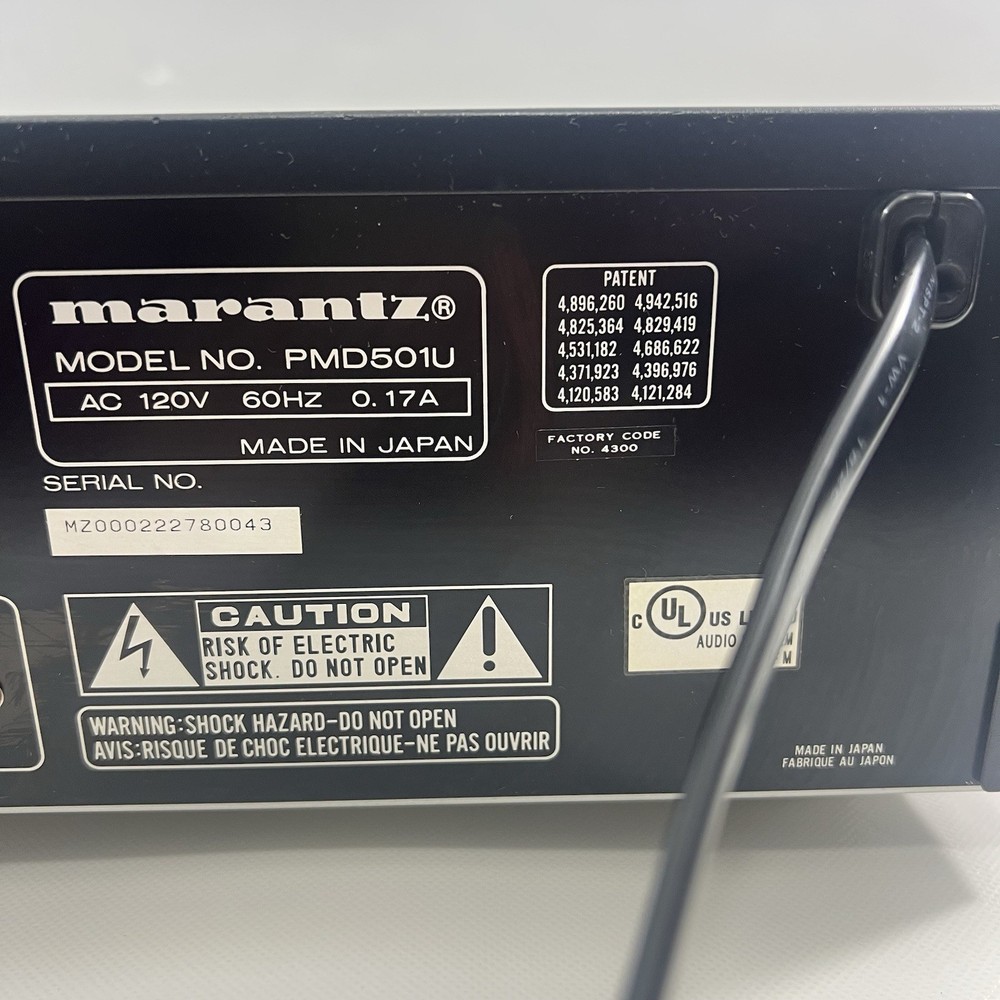 marantz®
MODEL NO. PMD501U
AC 120V 60HZ 0.17A
MADE IN JAPAN
SERIAL NO.
MZ000222780043
PATENT
4,896,260 4,942,516
4,825,364 4,829,419
4,531,182 4,686,622
4,371,923 4,396,976
4,120,583 4,121,284
FACTORY CODE
NO. 4300
CAUTION
RISK OF ELECTRIC
SHOCK. DO NOT OPEN
WARNING:SHOCK HAZARD-DO NOT OPEN
AVIS:RISQUE DE CHOC ELECTRIQUE-NE PAS OUVRIR
C UL US
AUDIO
MADE IN JAPAN
FABRIQUE AU JAPON
VW-1